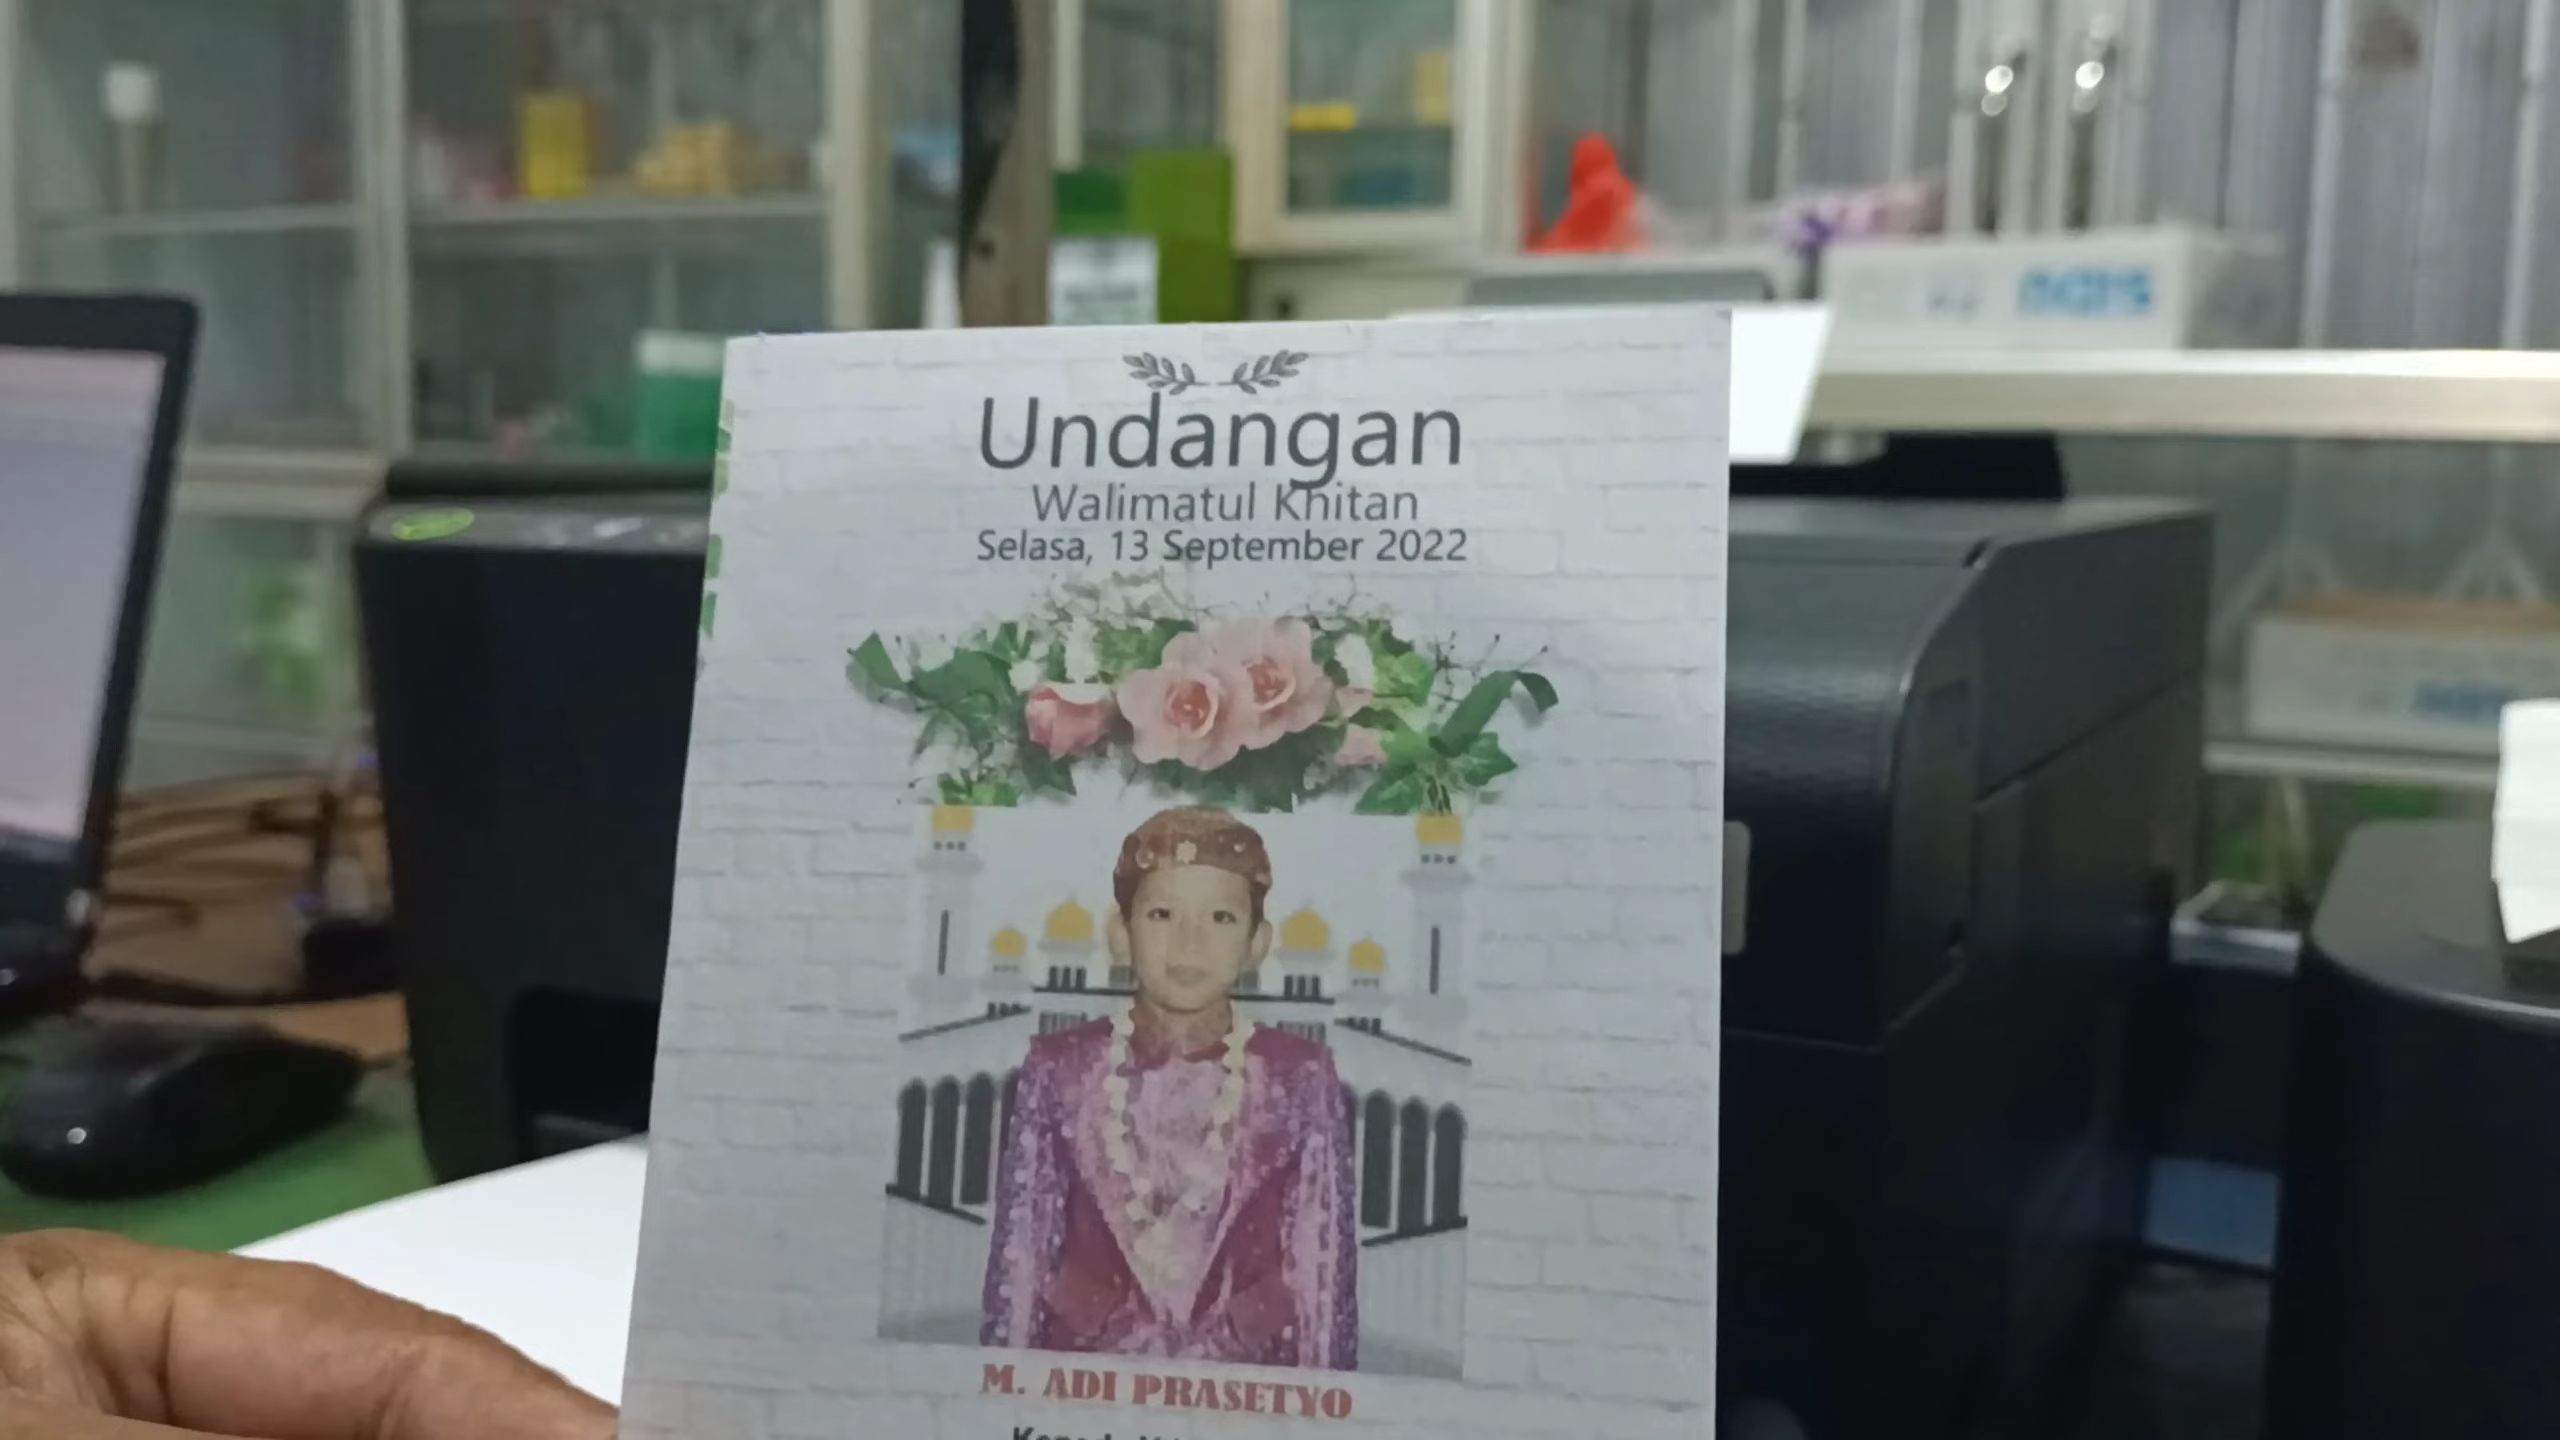 Undangan
Walimatul Khitan
Selasa, 13 September 2022
M. ADI PRASETYO